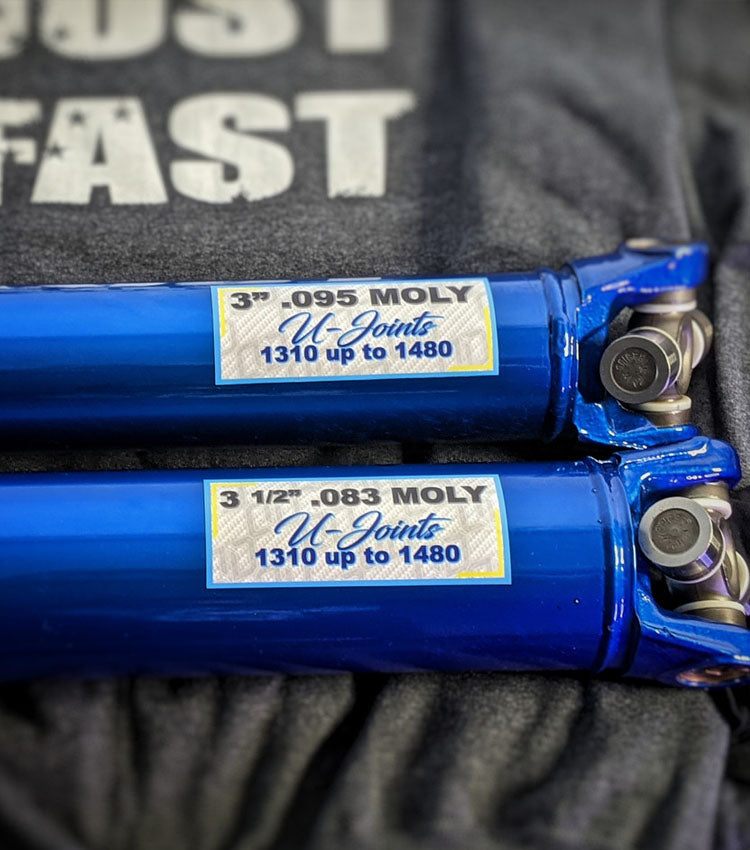 FAST
3” .095 MOLY
U-Joints
1310 up to 1480
3 1/2” .083 MOLY
U-Joints
1310 up to 1480